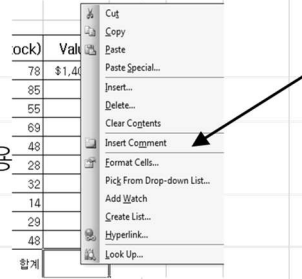 Cut
Copy
ock) Valu Paste
78 $1,40 Paste Special...
85 Insert...
55 Delete...
69 Clear Contents
48 Insert Comment
28 Format Cells...
32 Pick From Drop-down List...
14 Add Watch
29 Create List...
48 Hyperlink...
합계 Look Up...